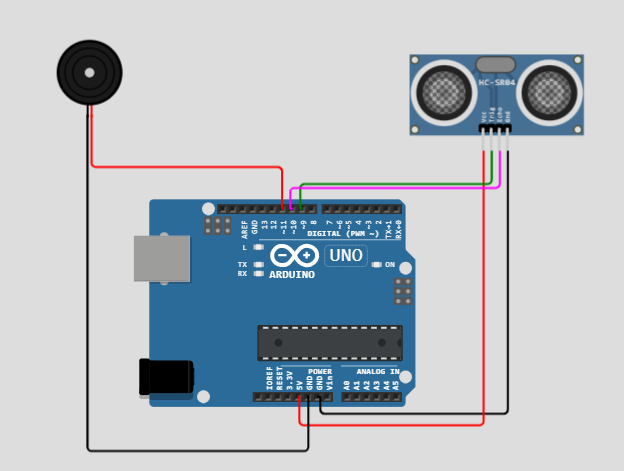 HC-SR04
Vcc
Trig
Echo
Gnd
AREF
GND
13
12
~11
~10
~9
8
7
~6
~5
4
~3
2
TX→1
RX←0
DIGITAL (PWM ~)
L
TX
RX
ARDUINO
UNO
ON
IOREF
RESET
3.3V
5V
GND
GND
Vin
POWER
ANALOG IN
A0
A1
A2
A3
A4
A5